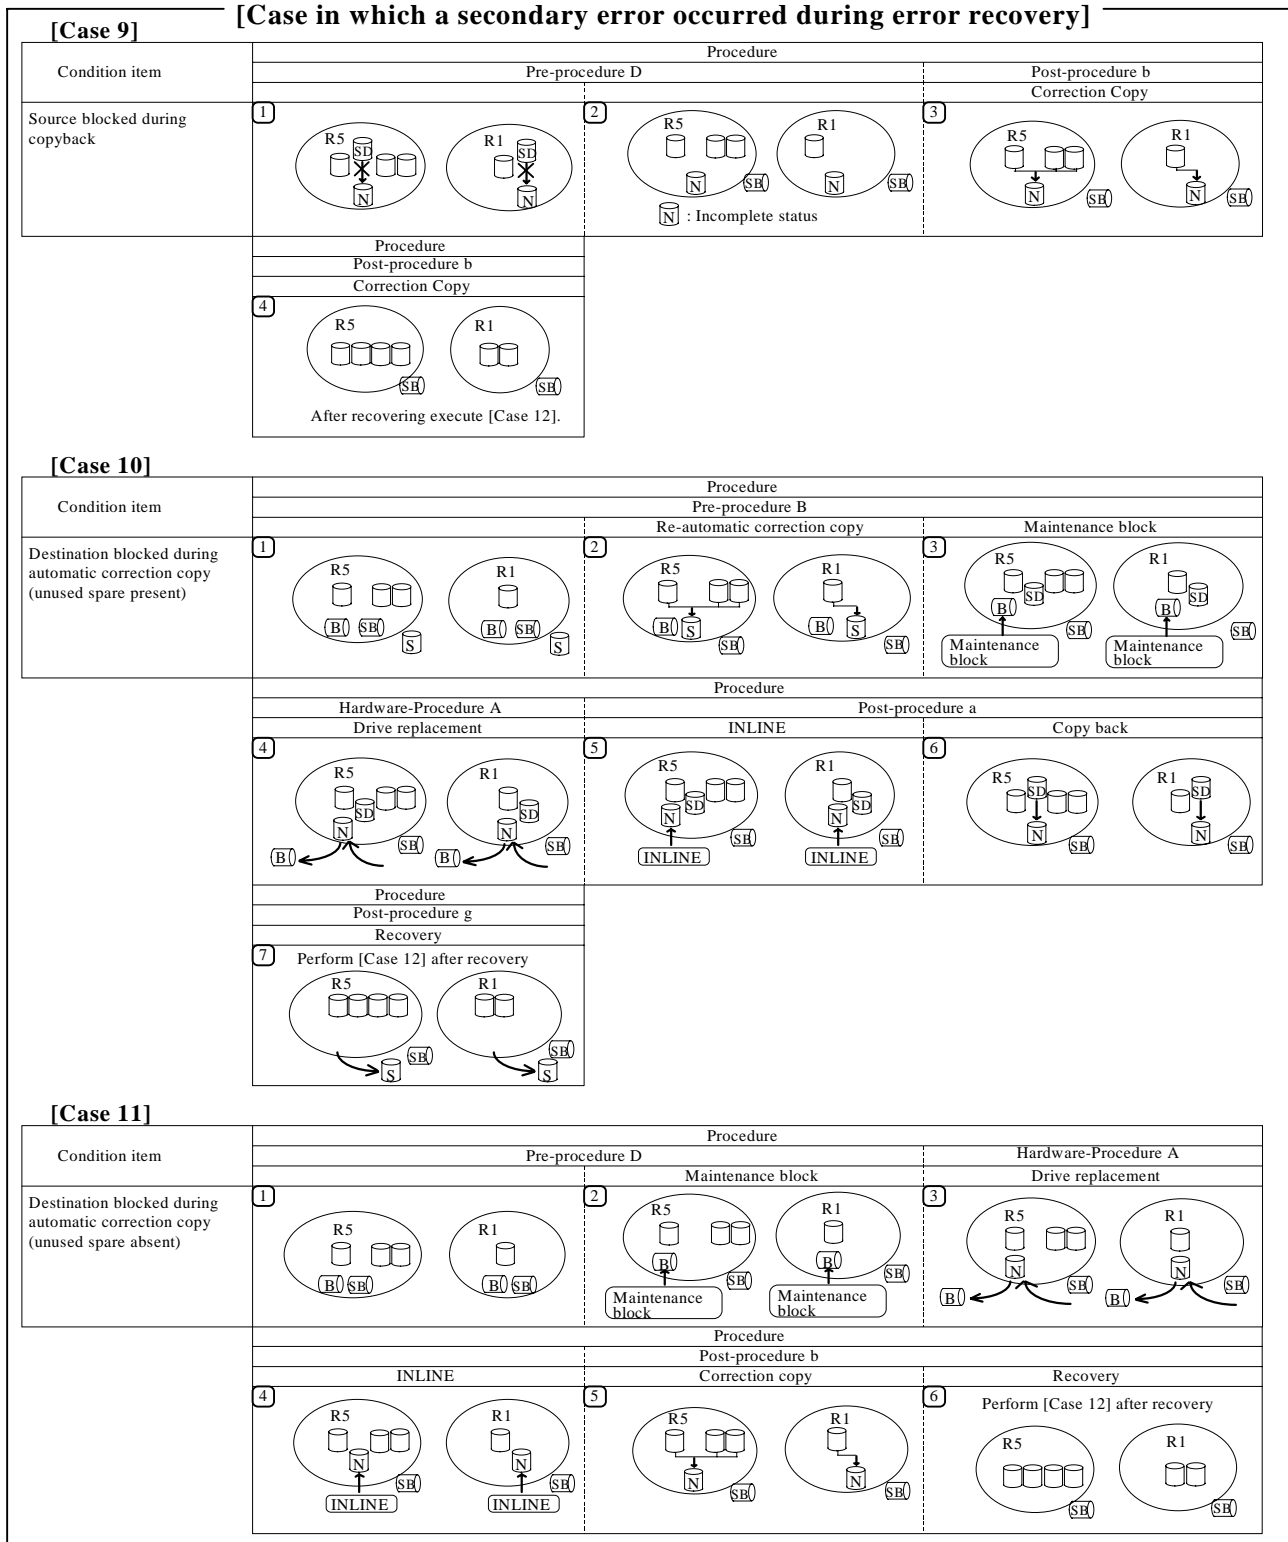 [Case in which a secondary error occurred during error recovery]
[Case 9]
Procedure
Condition item
Pre-procedure D
Post-procedure b
Correction Copy
Source blocked during
copyback
1
R5
SD
N
R1
SD
N
2
R5
N
SB
R1
N
SB
N : Incomplete status
3
R5
N
SB
R1
N
SB
Procedure
Post-procedure b
Correction Copy
4
R5
SB
R1
SB
After recovering execute [Case 12].
[Case 10]
Procedure
Condition item
Pre-procedure B
Re-automatic correction copy
Maintenance block
Destination blocked during
automatic correction copy
(unused spare present)
1
R5
B
SB
S
R1
B
SB
S
2
R5
B
S
SB
R1
B
S
SB
3
R5
SD
B
SB
Maintenance
block
R1
SD
B
SB
Maintenance
block
Procedure
Hardware-Procedure A
Post-procedure a
Drive replacement
INLINE
Copy back
4
R5
SD
N
SB
B
R1
SD
N
SB
B
5
R5
SD
N
SB
INLINE
R1
SD
N
SB
INLINE
6
R5
SD
N
SB
R1
SD
N
SB
Procedure
Post-procedure g
Recovery
7
Perform [Case 12] after recovery
R5
SB
S
R1
SB
S
[Case 11]
Procedure
Condition item
Pre-procedure D
Hardware-Procedure A
Maintenance block
Drive replacement
Destination blocked during
automatic correction copy
(unused spare absent)
1
R5
B
SB
R1
B
SB
2
R5
B
SB
Maintenance
block
R1
B
SB
Maintenance
block
3
R5
N
SB
B
R1
N
SB
B
Procedure
Post-procedure b
INLINE
Correction copy
Recovery
4
R5
N
SB
INLINE
R1
N
SB
INLINE
5
R5
N
SB
R1
N
SB
6
Perform [Case 12] after recovery
R5
SB
R1
SB